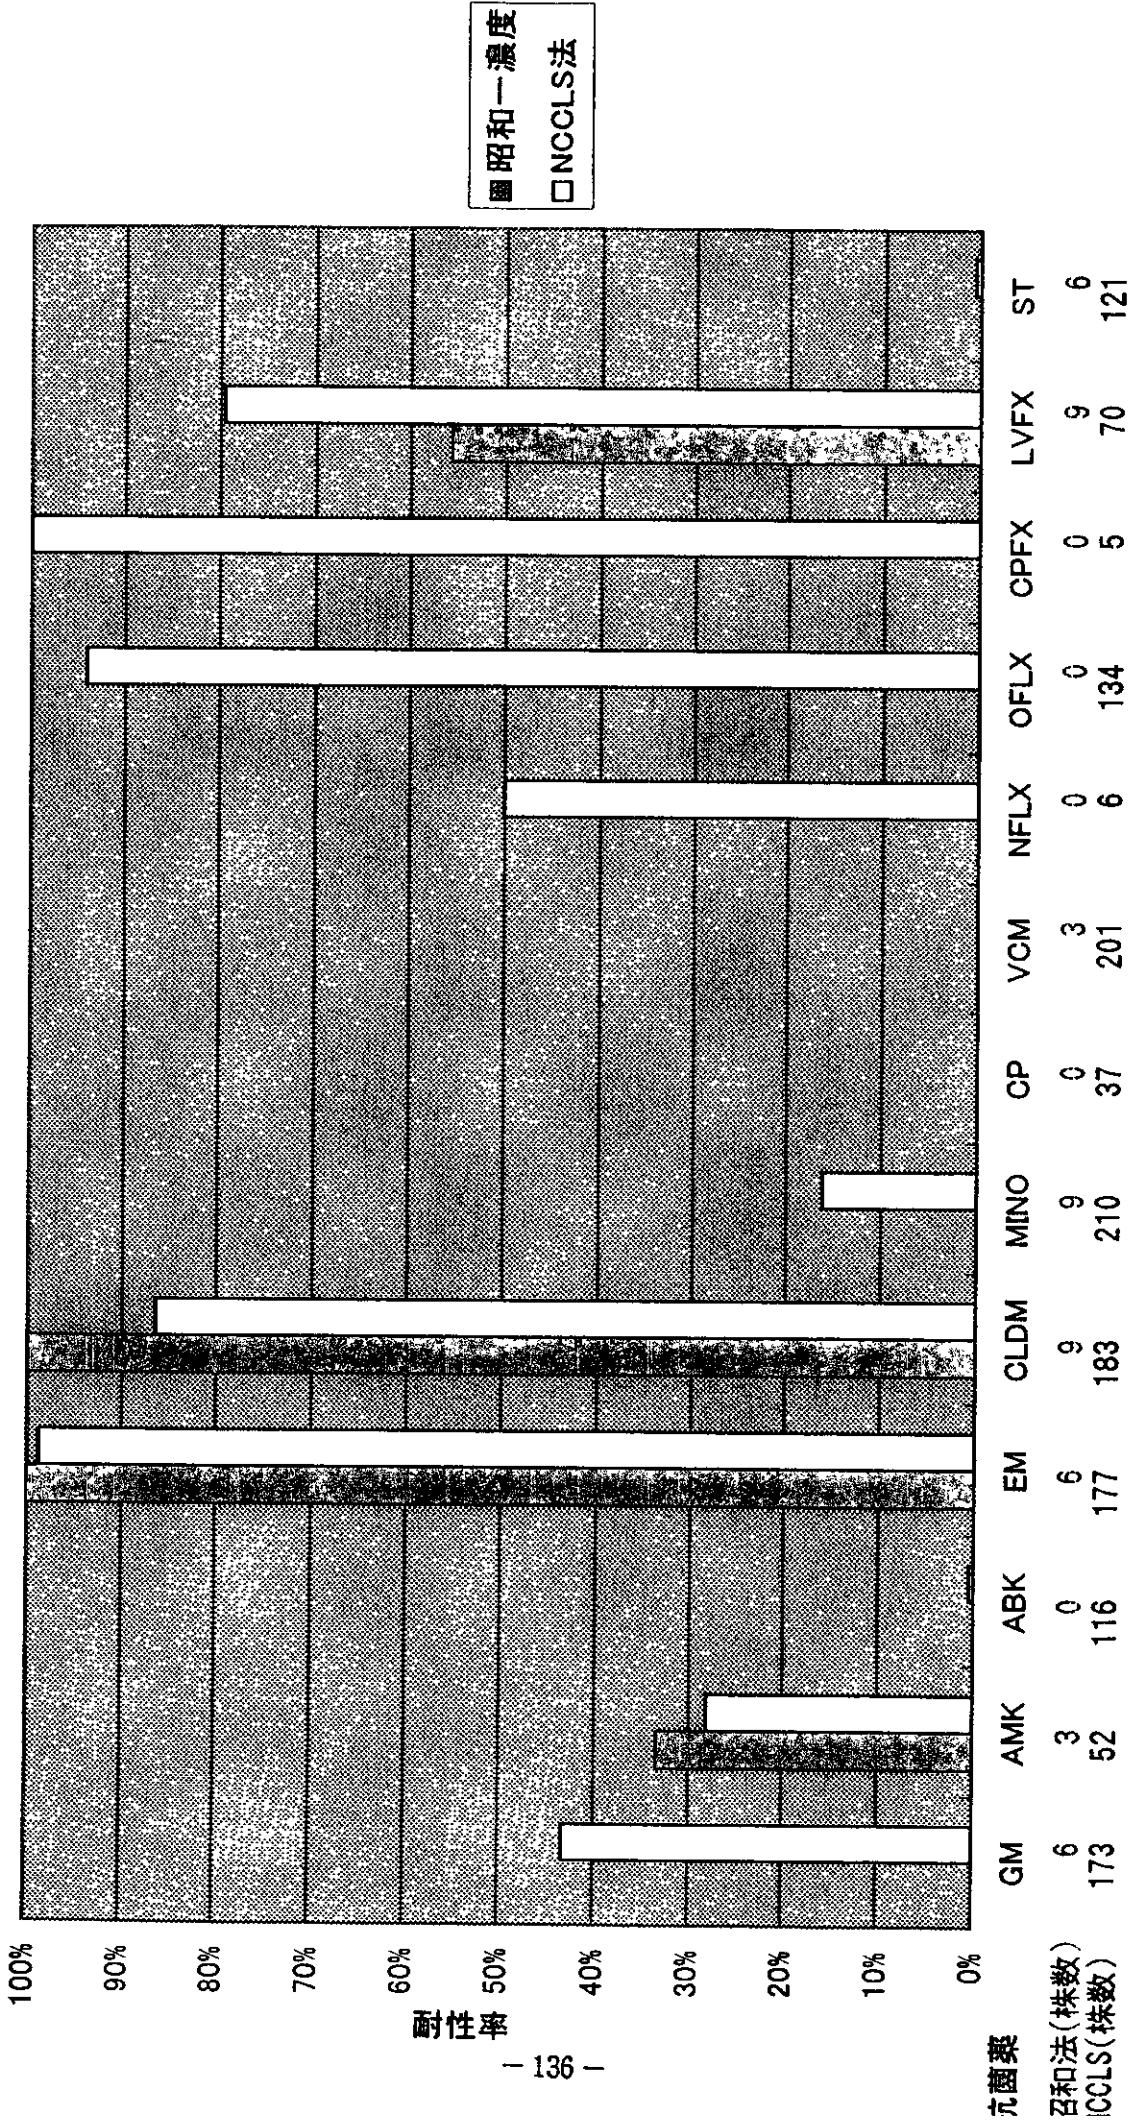 昭和一濃度
NCCLS法
100%
90%
80%
70%
60%
50%
40%
30%
20%
10%
0%
耐性率
抗菌薬 GM AMK ABK EM CLDM MINO CP VCM NFLX OFLX CPFX LVFX ST
昭和法(株数) 6 3 0 6 9 9 0 3 0 0 0 9 6
NCCLS(株数) 173 52 116 177 183 210 37 201 6 134 5 70 121
- 136 -